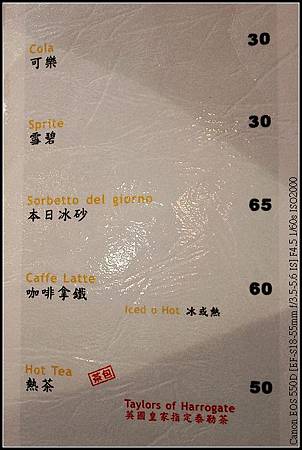 Cola 30
可樂
Sprite 30
雪碧
Sorbetto del giorno 65
本日冰砂
Caffe Latte 60
咖啡拿鐵
Iced o Hot 冰或熱
Hot Tea
熱茶 茶包 50
Taylors of Harrogate
英國皇家指定泰勒茶
Canon EOS 550D [EF-S18-55mm f/3.5-5.6 IS] F4.5 1/60s ISO2000